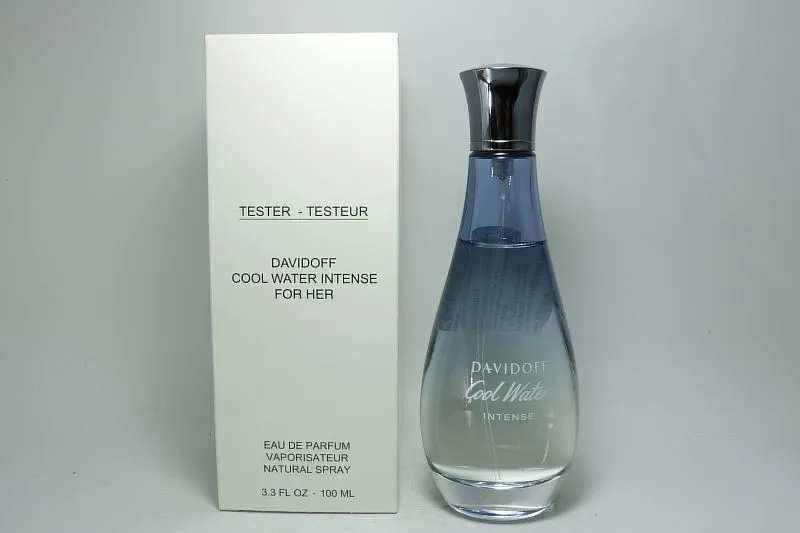 TESTER - TESTEUR
DAVIDOFF
COOL WATER INTENSE
FOR HER
EAU DE PARFUM
VAPORISATEUR
NATURAL SPRAY
3.3 FL OZ · 100 ML
DAVIDOFF
Cool Water
INTENSE